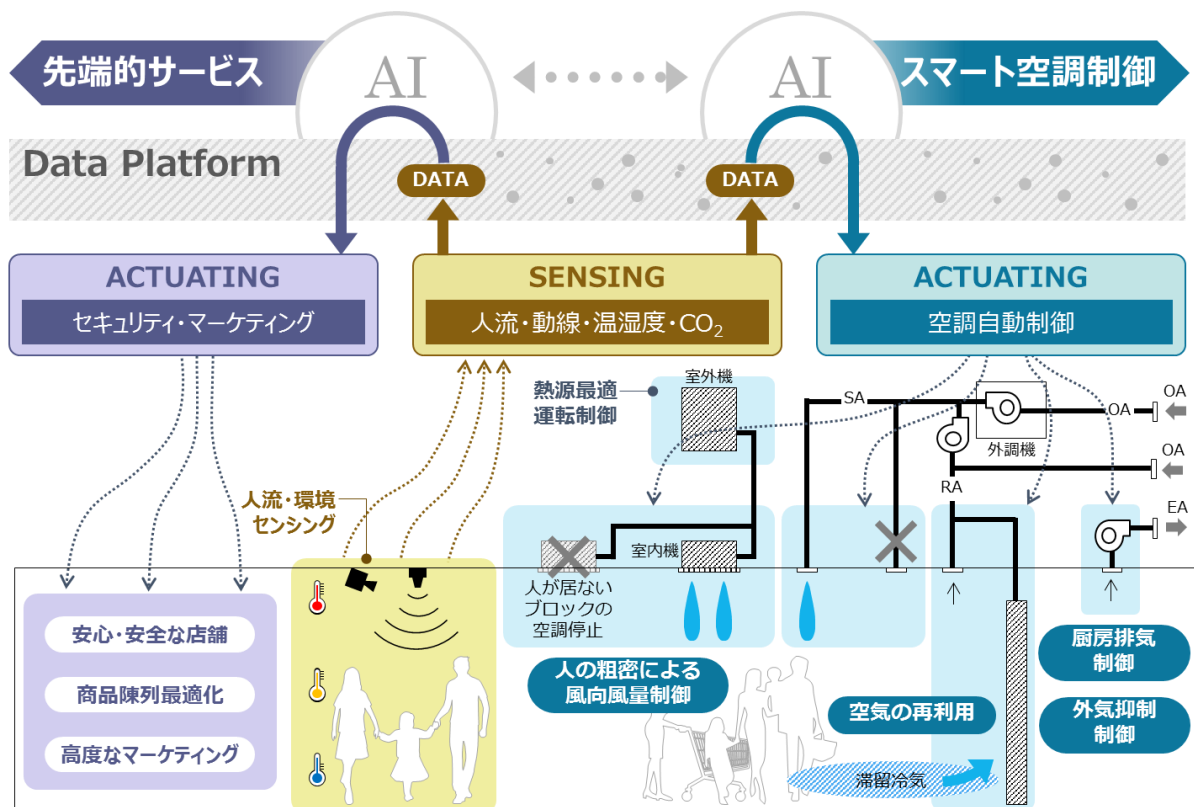 先端的サービス
AI
AI
スマート空調制御
Data Platform
DATA
DATA
ACTUATING
セキュリティ・マーケティング
SENSING
人流・動線・温湿度・CO₂
ACTUATING
空調自動制御
熱源最適
運転制御
室外機
SA
OA
OA
外調機
OA
RA
EA
人流・環境
センシング
室内機
人が居ない
ブロックの
空調停止
安心・安全な店舗
商品陳列最適化
高度なマーケティング
人の粗密による
風向風量制御
空気の再利用
滞留冷気
厨房排気
制御
外気抑制
制御